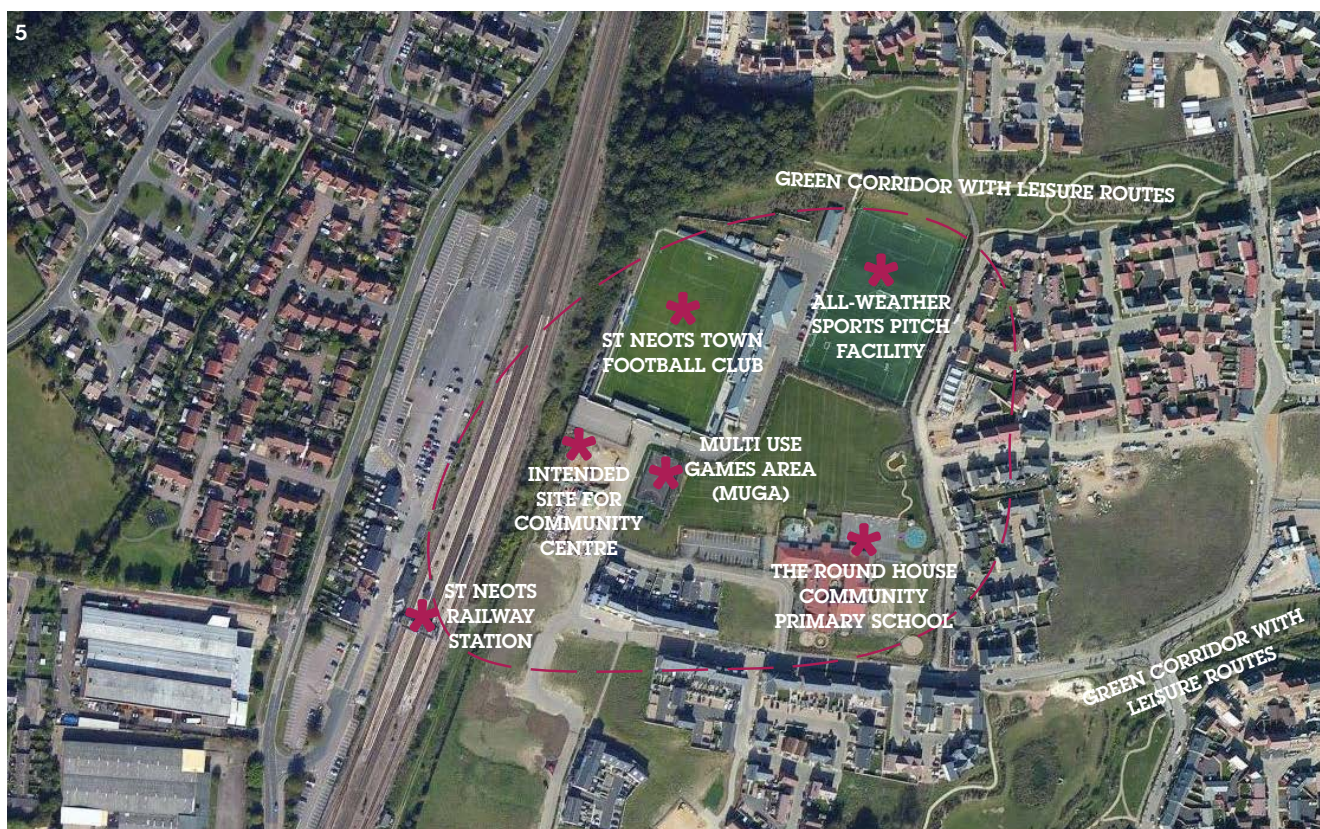 5
GREEN CORRIDOR WITH LEISURE ROUTES
ALL-WEATHER
SPORTS PITCH
FACILITY
ST NEOTS TOWN
FOOTBALL CLUB
MULTI USE
GAMES AREA
(MUGA)
INTENDED
SITE FOR
COMMUNITY
CENTRE
THE ROUND HOUSE
COMMUNITY
PRIMARY SCHOOL
ST NEOTS
RAILWAY
STATION
GREEN CORRIDOR WITH
LEISURE ROUTES